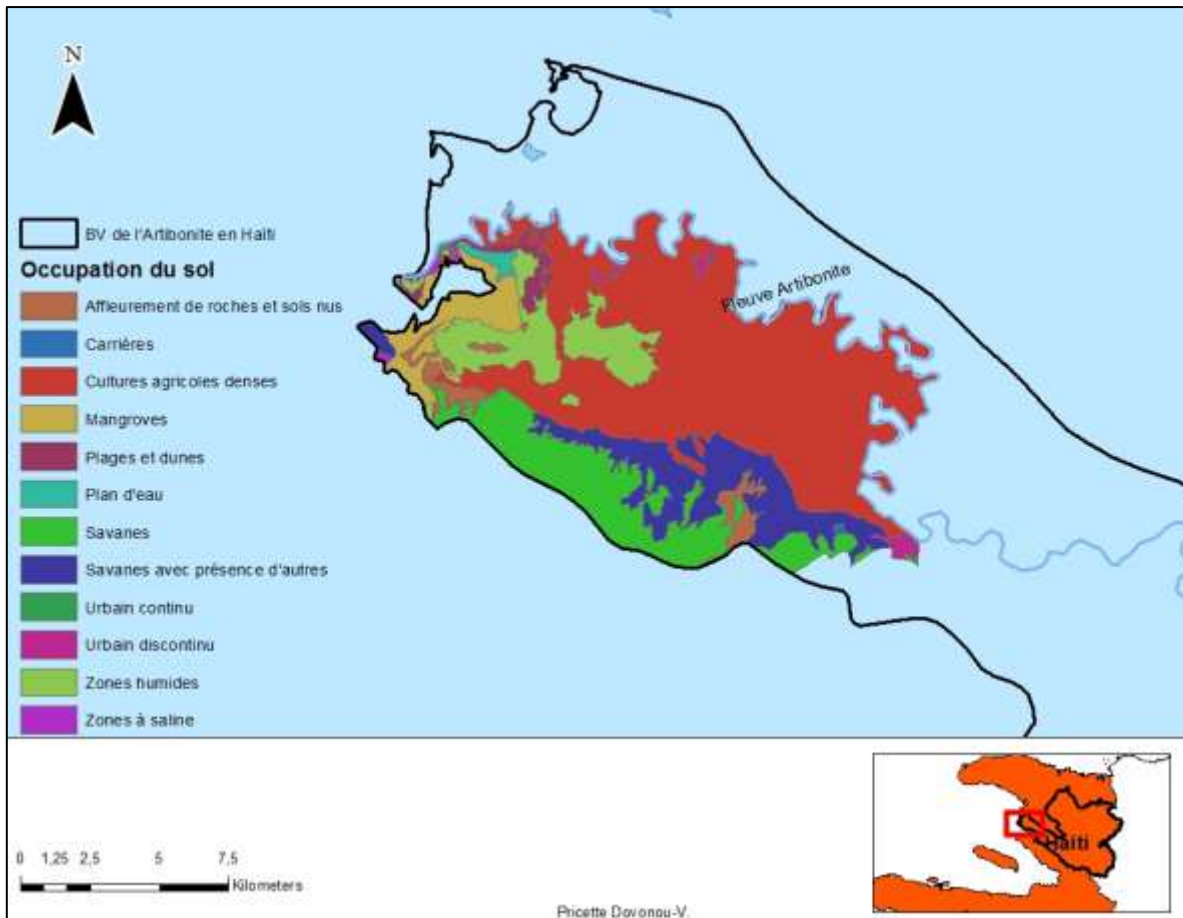 N
BV de l'Artibonite en Haïti
Occupation du sol
Affleurement de roches et sols nus
Carrières
Cultures agricoles denses
Mangroves
Plages et dunes
Plan d'eau
Savanes
Savanes avec présence d'autres
Urbain continu
Urbain discontinu
Zones humides
Zones à saline
Fleuve Artibonite
0 1,25 2,5 5 7,5
Kilometers
Haïti
Pricette Dovonou-V.